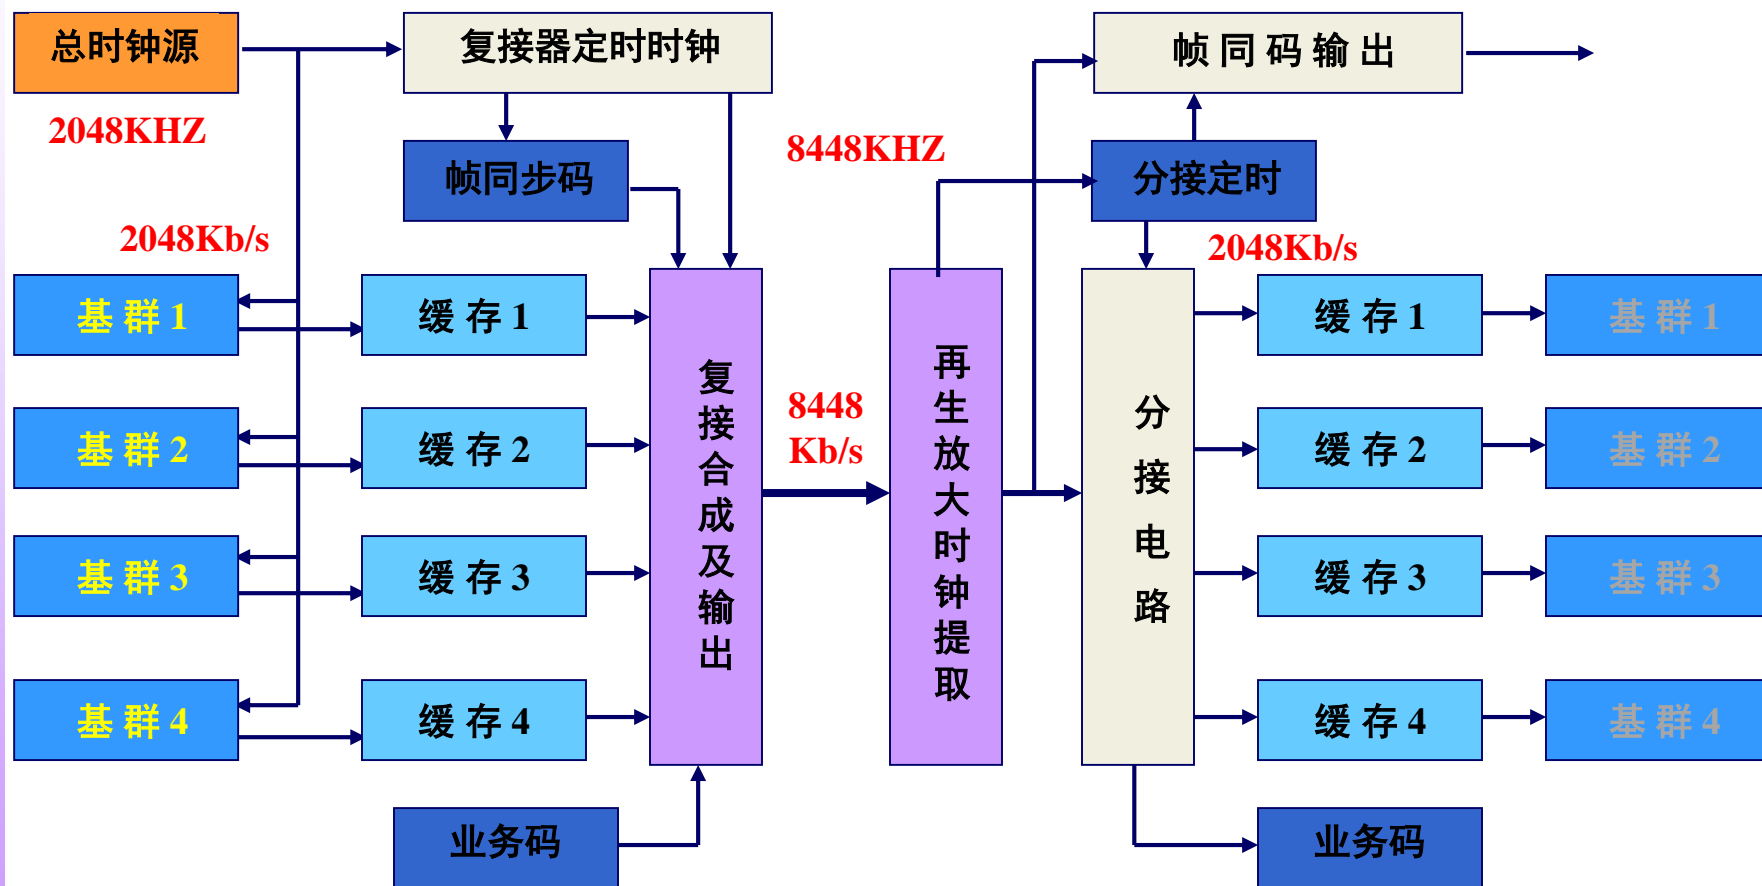 总时钟源
复接器定时时钟
帧 同 码 输 出
2048KHZ
8448KHZ
帧同步码
分接定时
2048Kb/s
2048Kb/s
基 群 1
缓 存 1
缓 存 1
基 群 1
复接合成及输出
再生放大时钟提取
分接电路
8448
Kb/s
基 群 2
缓 存 2
缓 存 2
基 群 2
基 群 3
缓 存 3
缓 存 3
基 群 3
基 群 4
缓 存 4
缓 存 4
基 群 4
业务码
业务码